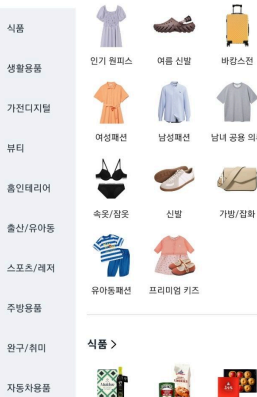 식품
생활용품
가전디지털
뷰티
홈인테리어
출산/유아동
스포츠/레저
주방용품
완구/취미
자동차용품
인기 원피스
여름 신발
바캉스전
여성패션
남성패션
남녀 공용 의류
속옷/잠옷
신발
가방/잡화
유아동패션
프리미엄 키즈
식품 >